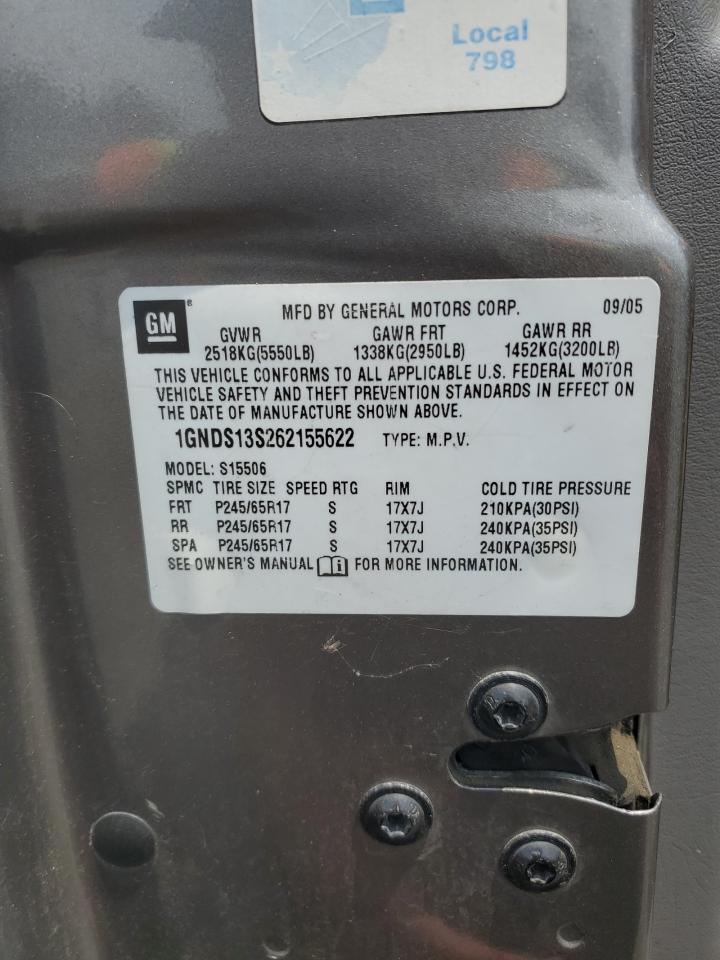 Local
798
GM ®
MFD BY GENERAL MOTORS CORP. 09/05
GVWR GAWR FRT GAWR RR
2518KG(5550LB) 1338KG(2950LB) 1452KG(3200LB)
THIS VEHICLE CONFORMS TO ALL APPLICABLE U.S. FEDERAL MOTOR
VEHICLE SAFETY AND THEFT PREVENTION STANDARDS IN EFFECT ON
THE DATE OF MANUFACTURE SHOWN ABOVE.
1GNDS13S262155622 TYPE: M.P.V.
MODEL: S15506
SPMC TIRE SIZE SPEED RTG RIM COLD TIRE PRESSURE
FRT P245/65R17 S 17X7J 210KPA(30PSI)
RR P245/65R17 S 17X7J 240KPA(35PSI)
SPA P245/65R17 S 17X7J 240KPA(35PSI)
SEE OWNER'S MANUAL i FOR MORE INFORMATION.